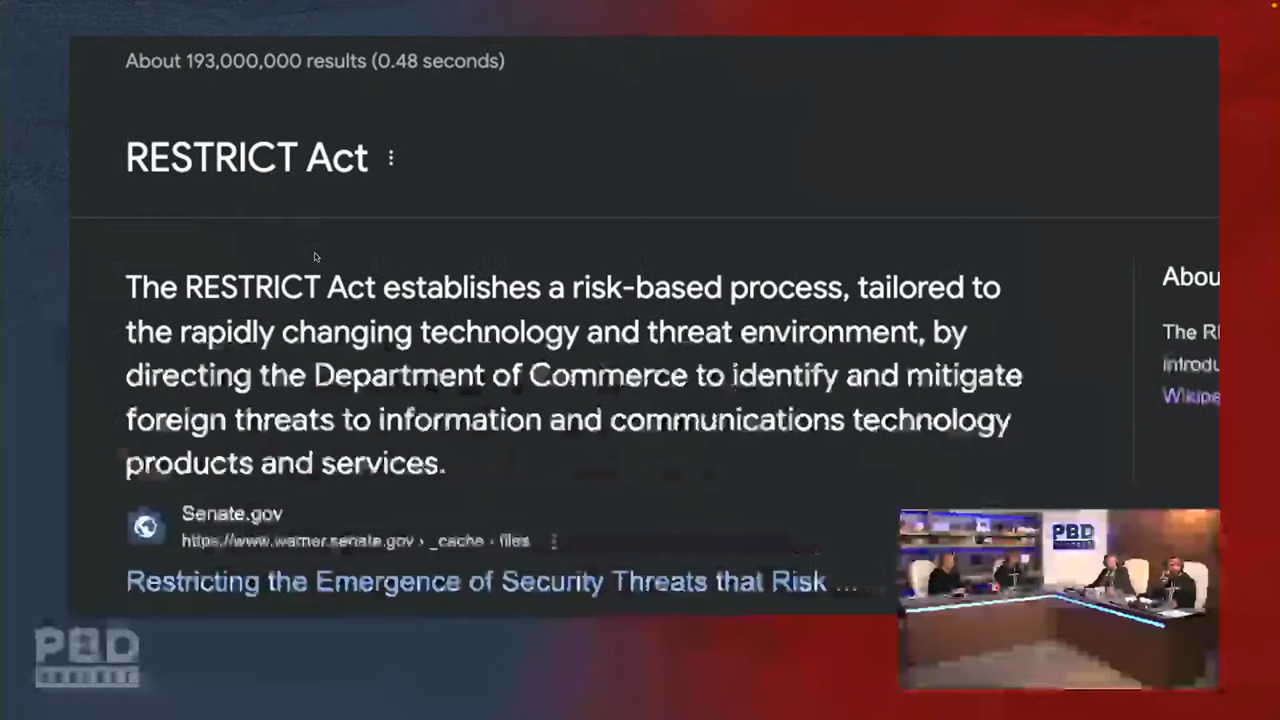 About 193,000,000 results (0.48 seconds)
RESTRICT Act
The RESTRICT Act establishes a risk-based process, tailored to
the rapidly changing technology and threat environment, by
directing the Department of Commerce to identify and mitigate
foreign threats to information and communications technology
products and services.
Senate.gov
https://www.warner.senate.gov › _cache › files
Restricting the Emergence of Security Threats that Risk ...
Abou
The RI
introdu
Wikipe
PBD
PBD